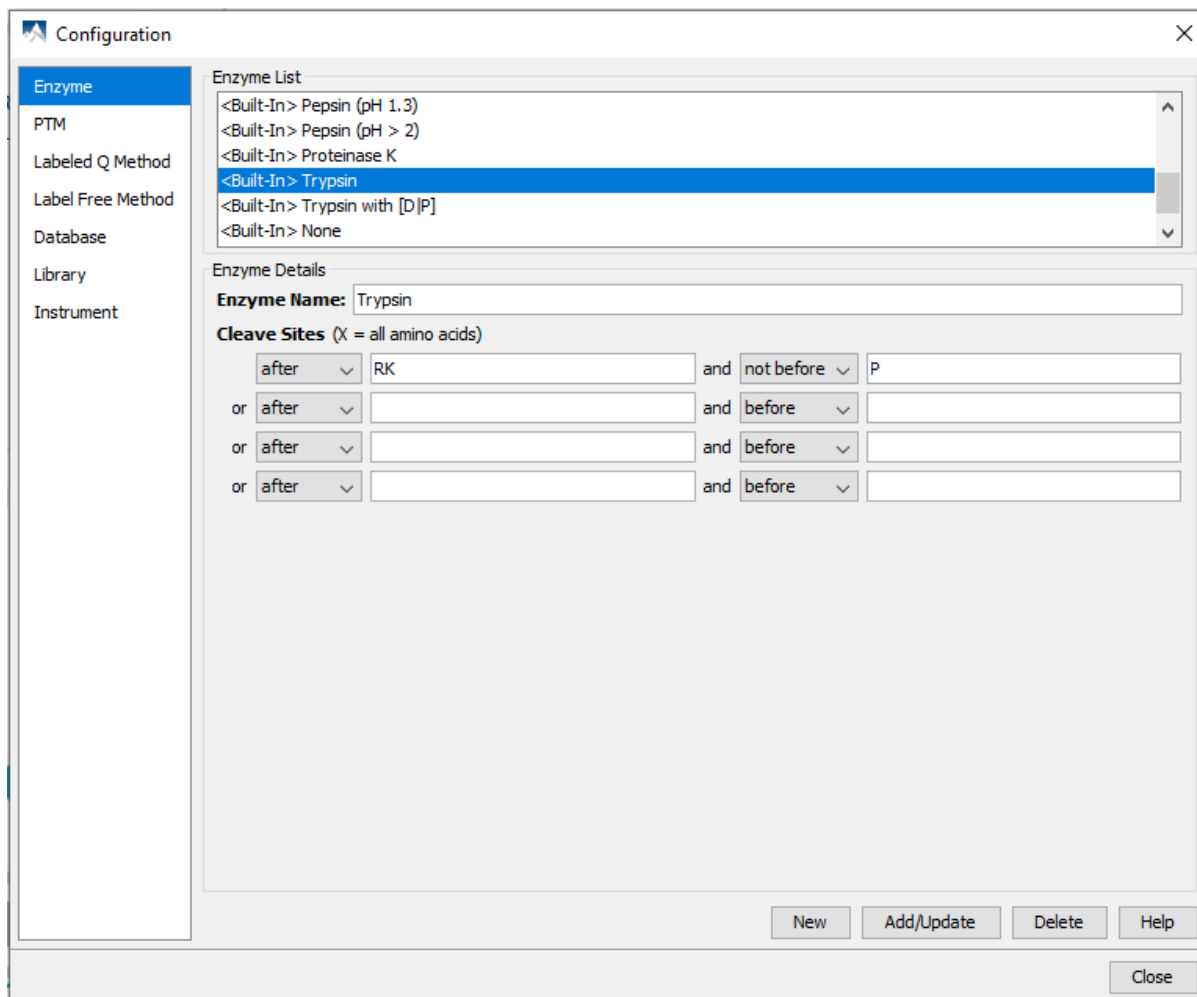 Configuration
Enzyme
PTM
Labeled Q Method
Label Free Method
Database
Library
Instrument
Enzyme List
<Built-In> Pepsin (pH 1.3)
<Built-In> Pepsin (pH > 2)
<Built-In> Proteinase K
<Built-In> Trypsin
<Built-In> Trypsin with [D|P]
<Built-In> None
Enzyme Details
Enzyme Name: Trypsin
Cleave Sites (X = all amino acids)
after RK and not before P
or after and before
or after and before
or after and before
New Add/Update Delete Help
Close